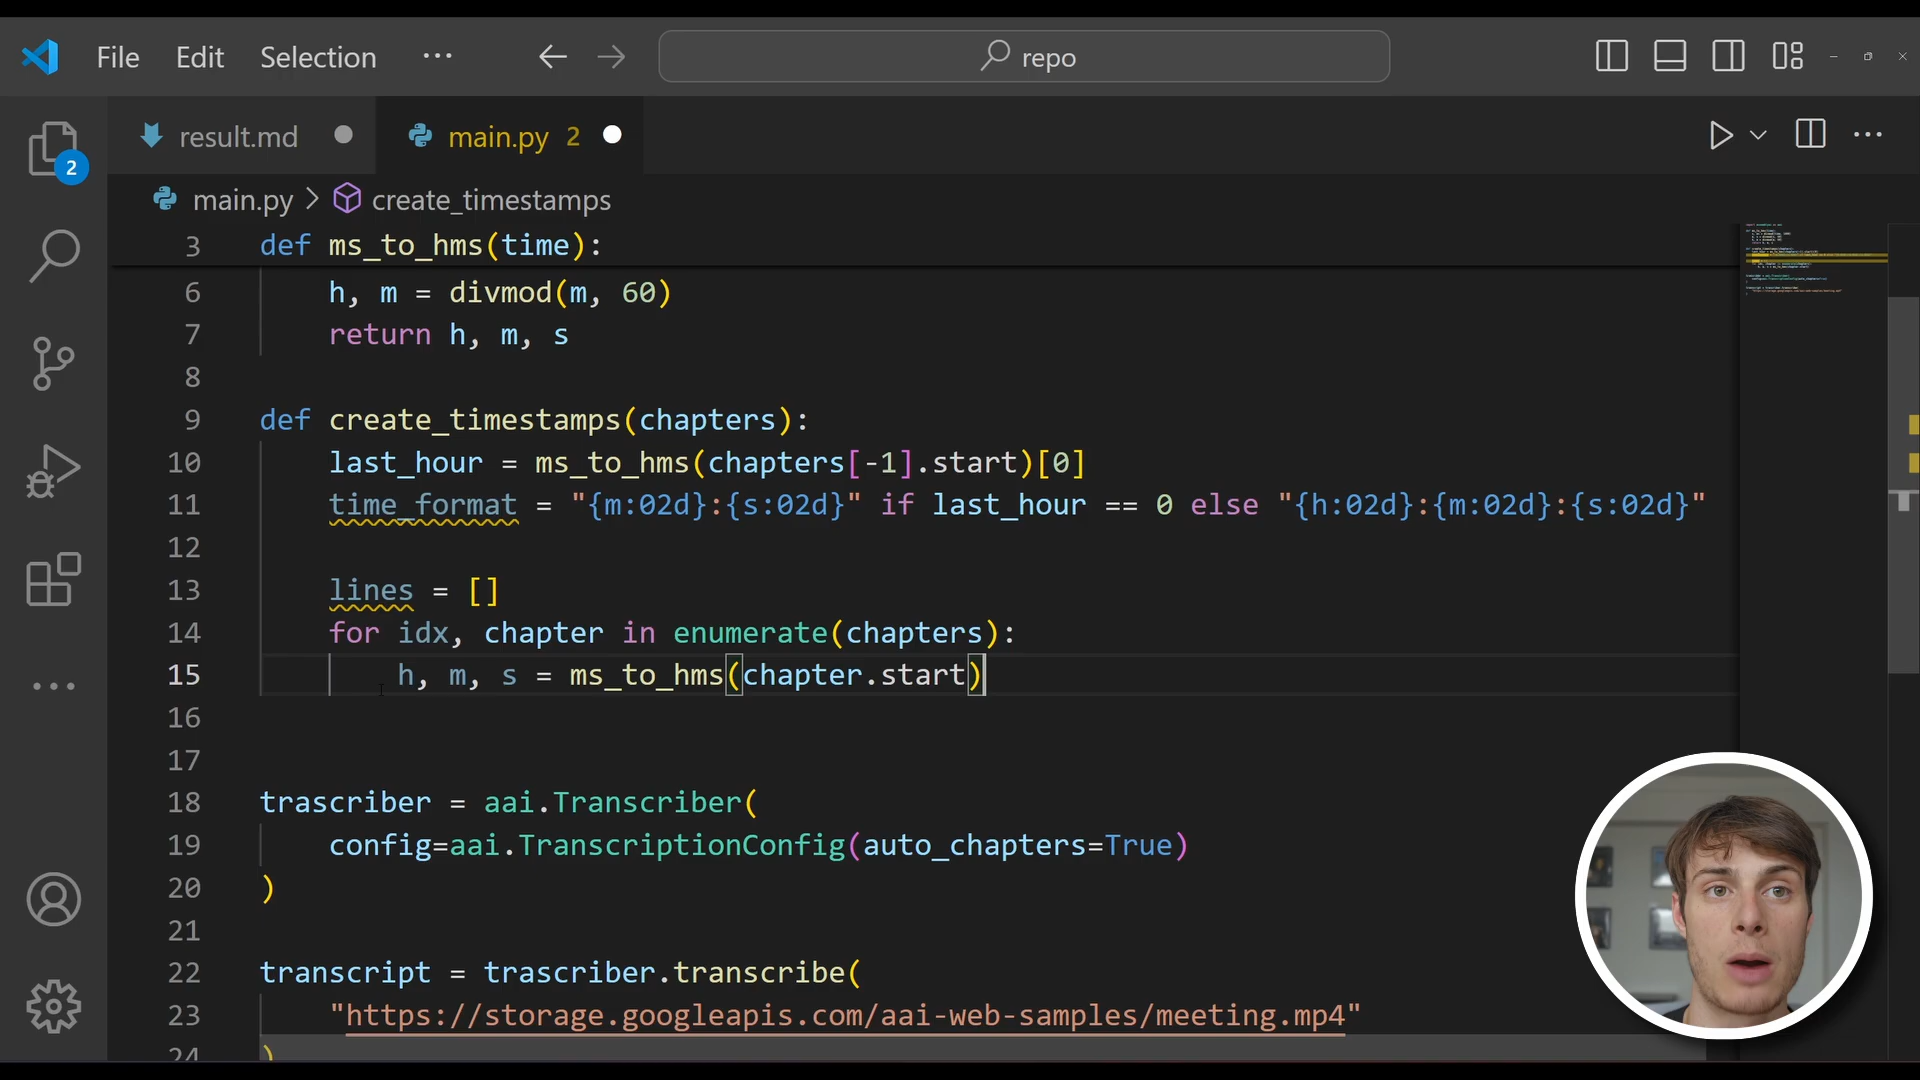 File Edit Selection ··· repo
result.md main.py 2
2
main.py > create_timestamps
3 def ms_to_hms(time):
6 h, m = divmod(m, 60)
7 return h, m, s
8
9 def create_timestamps(chapters):
10 last_hour = ms_to_hms(chapters[-1].start)[0]
11 time_format = "{m:02d}:{s:02d}" if last_hour == 0 else "{h:02d}:{m:02d}:{s:02d}"
12
13 lines = []
14 for idx, chapter in enumerate(chapters):
15 h, m, s = ms_to_hms(chapter.start)
16
17
18 trascriber = aai.Transcriber(
19 config=aai.TranscriptionConfig(auto_chapters=True)
20 )
21
22 transcript = trascriber.transcribe(
23 "https://storage.googleapis.com/aai-web-samples/meeting.mp4"
24 )